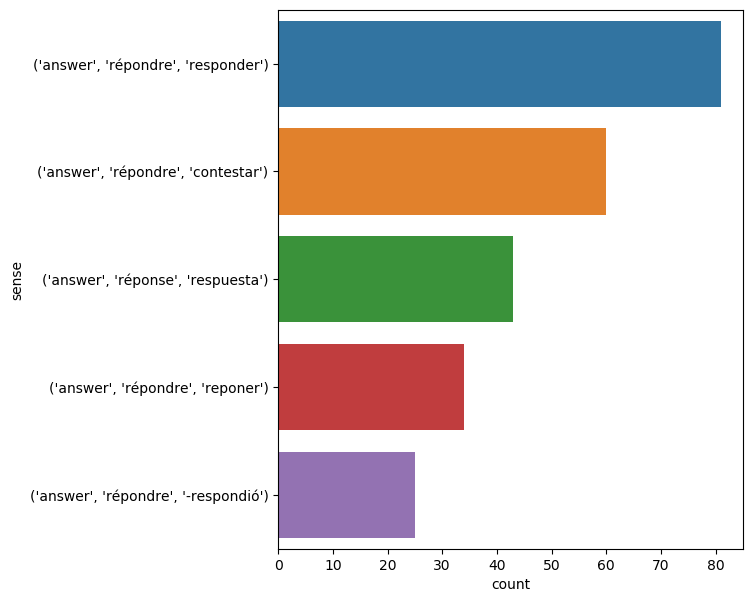 ('answer', 'répondre', 'responder')
('answer', 'répondre', 'contestar')
('answer', 'réponse', 'respuesta')
('answer', 'répondre', 'reponer')
('answer', 'répondre', '-respondió')
sense
0 10 20 30 40 50 60 70 80
count